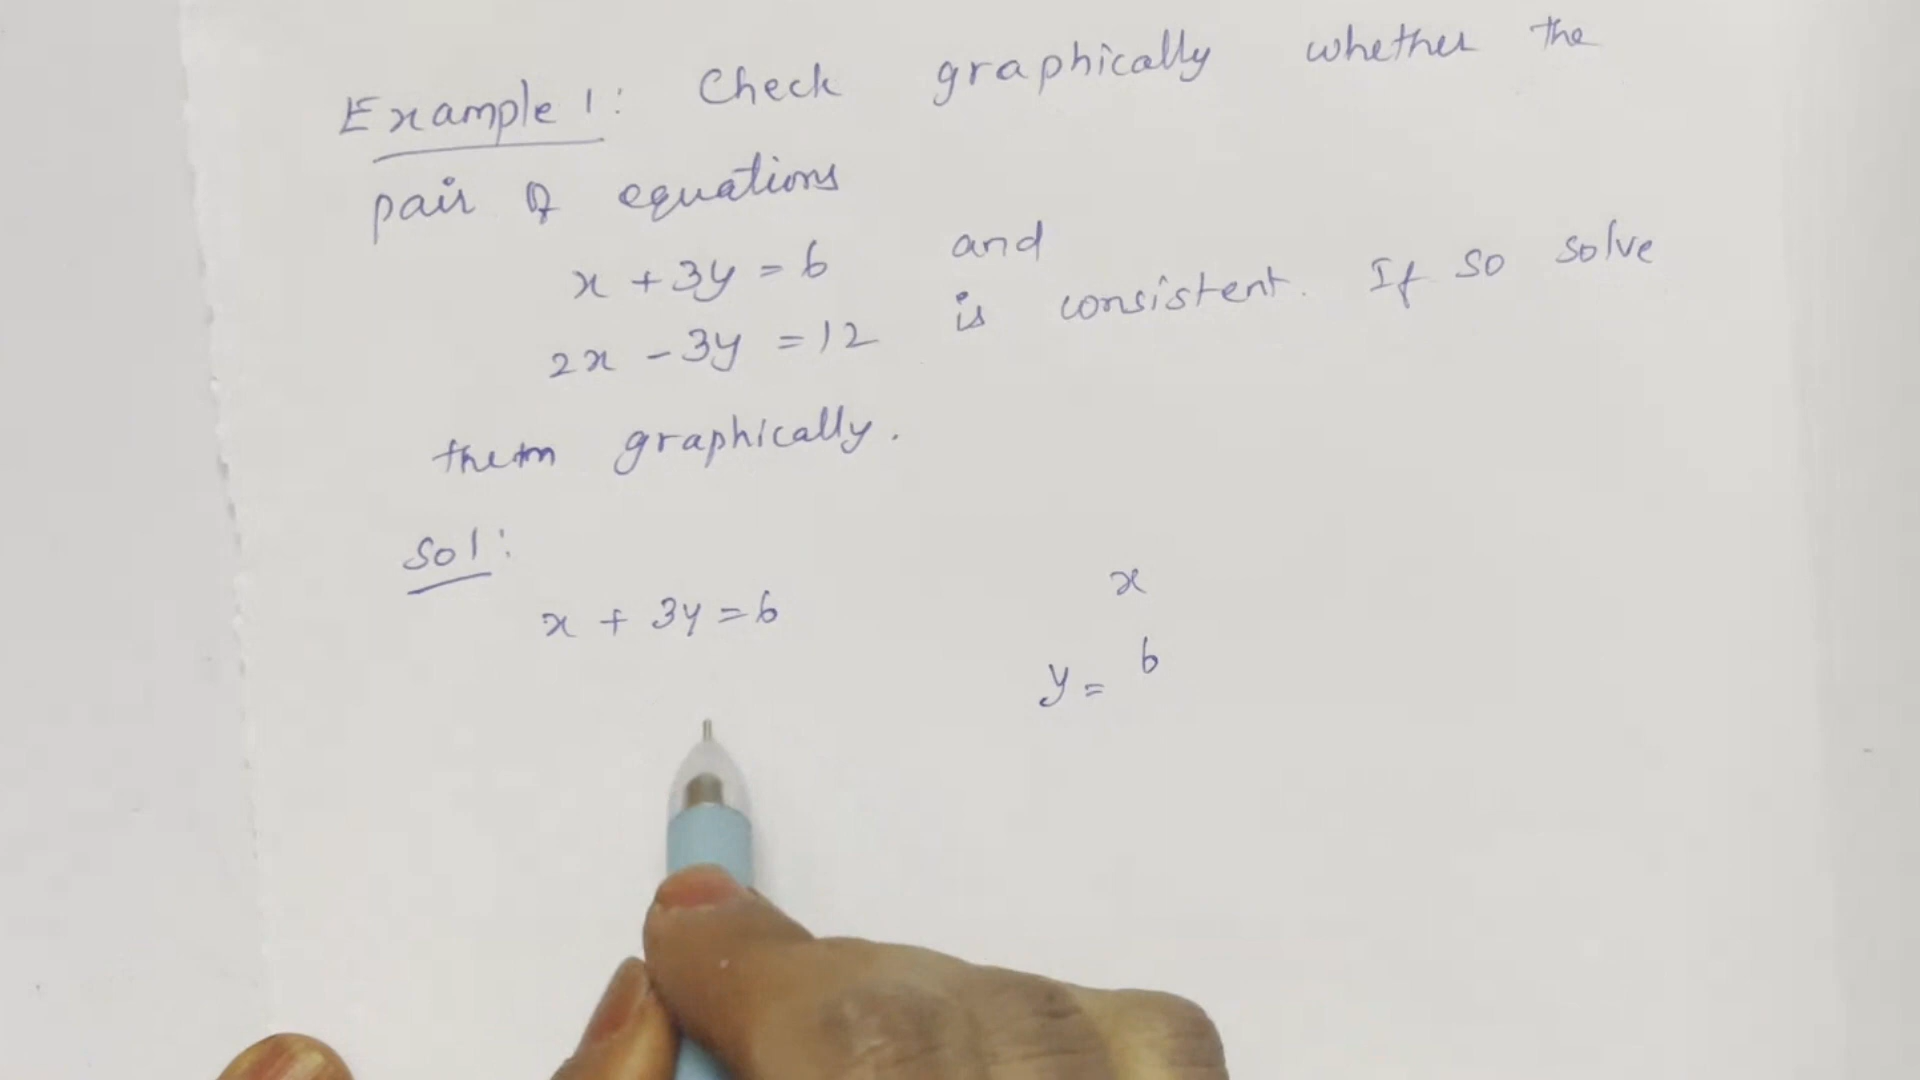 Example 1: Check graphically whether the
pair of equations
x + 3y = 6 and
2x - 3y = 12 is consistent. If so solve
them graphically.
Sol:
x + 3y = 6 x
y = 6